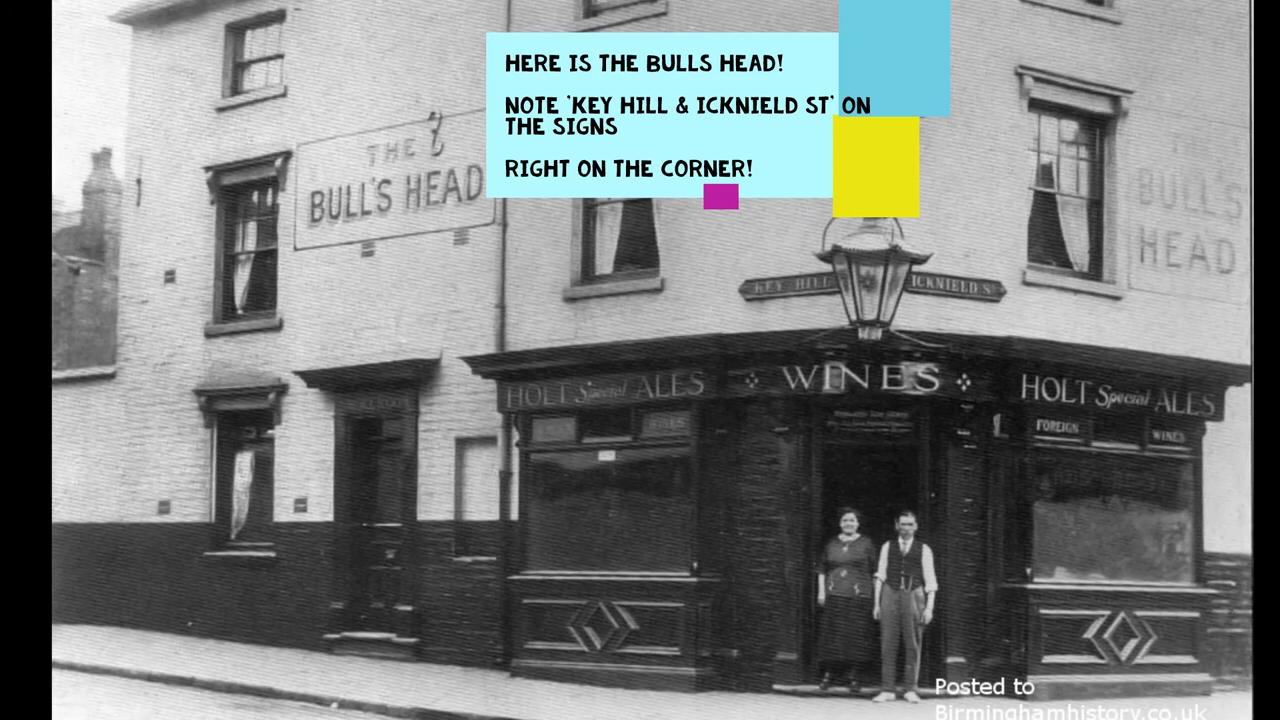 HERE IS THE BULLS HEAD!
NOTE 'KEY HILL & ICKNIELD ST' ON
THE SIGNS
RIGHT ON THE CORNER!
THE
BULL'S HEAD
BULL'S
HEAD
KEY HILL
ICKNIELD ST
WINES
HOLT Special ALES
HOLT Special ALES
WINES
FOREIGN
WINES
Posted to
Birminghamhistory.co.uk